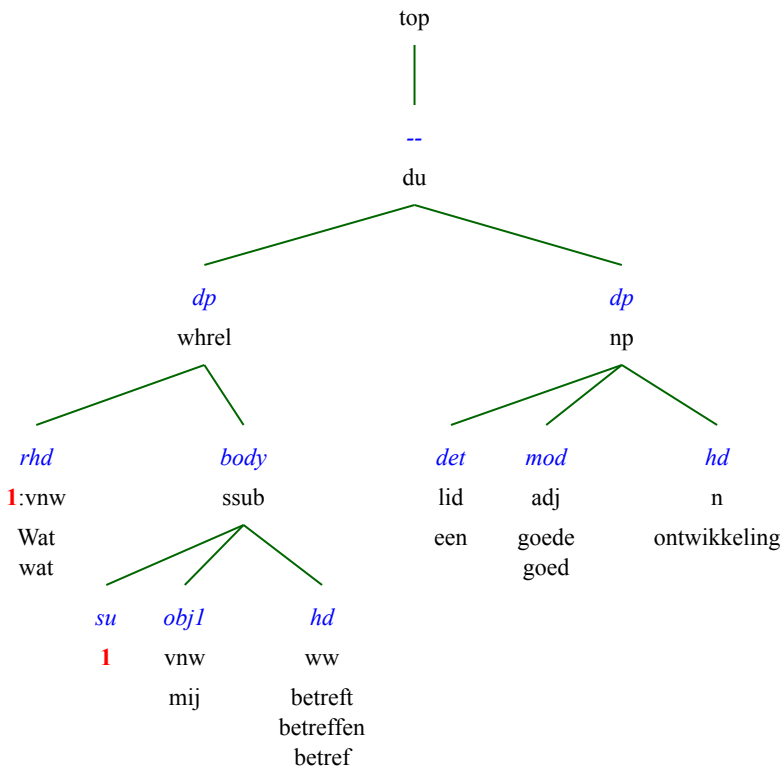 top
--
du
dp dp
whrel np
rhd body det mod hd
1:vnw ssub lid adj n
Wat een goede ontwikkeling
wat goed
su obj1 hd
1 vnw ww
mij betreft
betreffen
betref